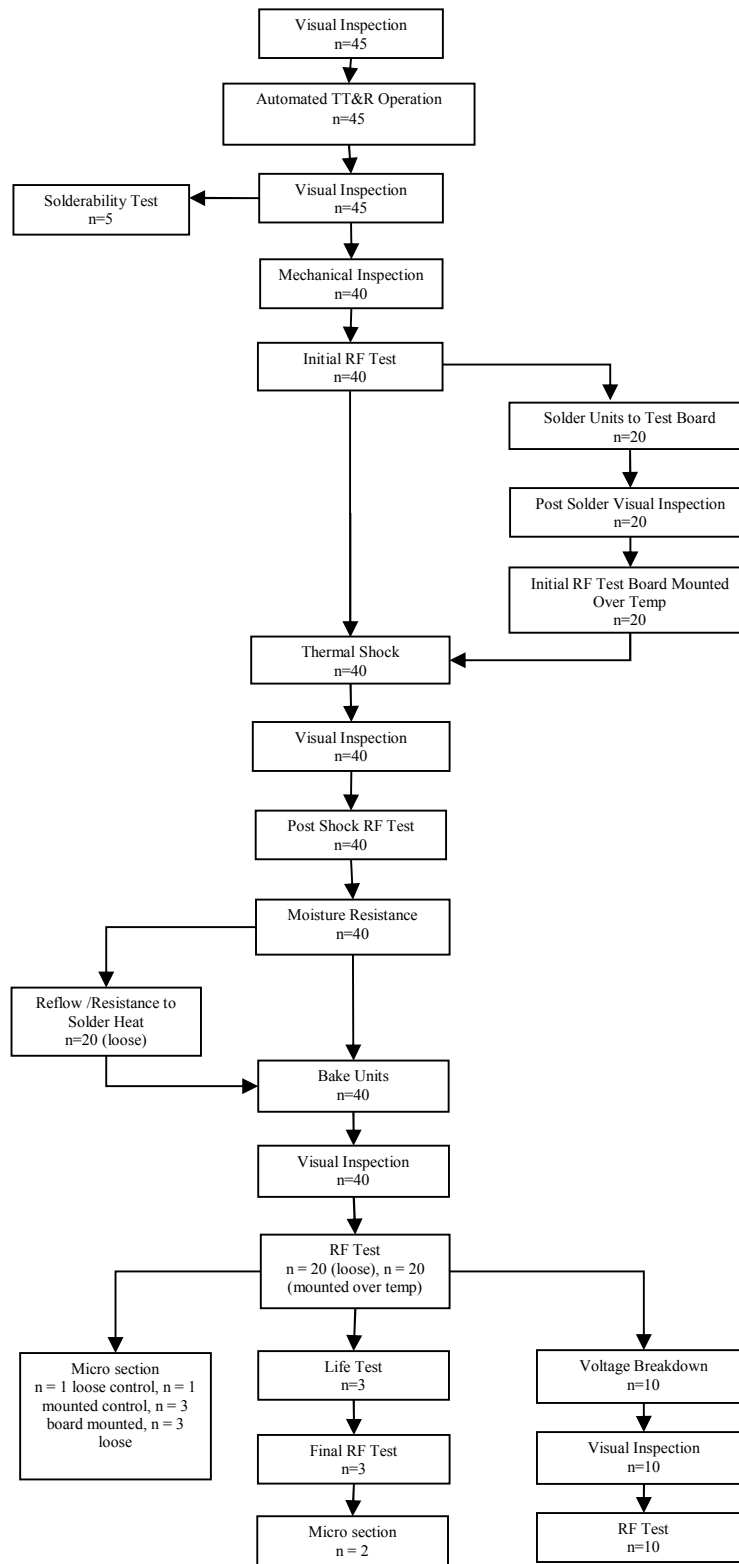 Visual Inspection
n=45
Automated TT&R Operation
n=45
Solderability Test
n=5
Visual Inspection
n=45
Mechanical Inspection
n=40
Initial RF Test
n=40
Solder Units to Test Board
n=20
Post Solder Visual Inspection
n=20
Initial RF Test Board Mounted
Over Temp
n=20
Thermal Shock
n=40
Visual Inspection
n=40
Post Shock RF Test
n=40
Moisture Resistance
n=40
Reflow /Resistance to
Solder Heat
n=20 (loose)
Bake Units
n=40
Visual Inspection
n=40
RF Test
n = 20 (loose), n = 20
(mounted over temp)
Micro section
n = 1 loose control, n = 1
mounted control, n = 3
board mounted, n = 3
loose
Life Test
n=3
Voltage Breakdown
n=10
Final RF Test
n=3
Visual Inspection
n=10
Micro section
n = 2
RF Test
n=10